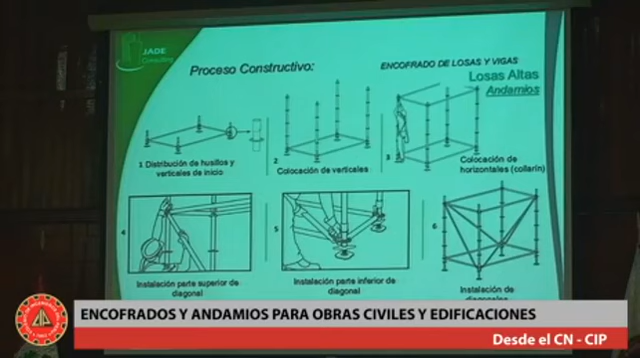 JADE
Consulting
Proceso Constructivo:
ENCOFRADO DE LOSAS Y VIGAS
Losas Altas
Andamios
1 Distribución de husillos y
verticales de inicio
2
Colocación de verticales
3
Colocación de
horizontales (collarín)
4
Instalación parte superior de
diagonal
5
Instalación parte inferior de
diagonal
6
Instalación de
ENCOFRADOS Y ANDAMIOS PARA OBRAS CIVILES Y EDIFICACIONES
Desde el CN - CIP